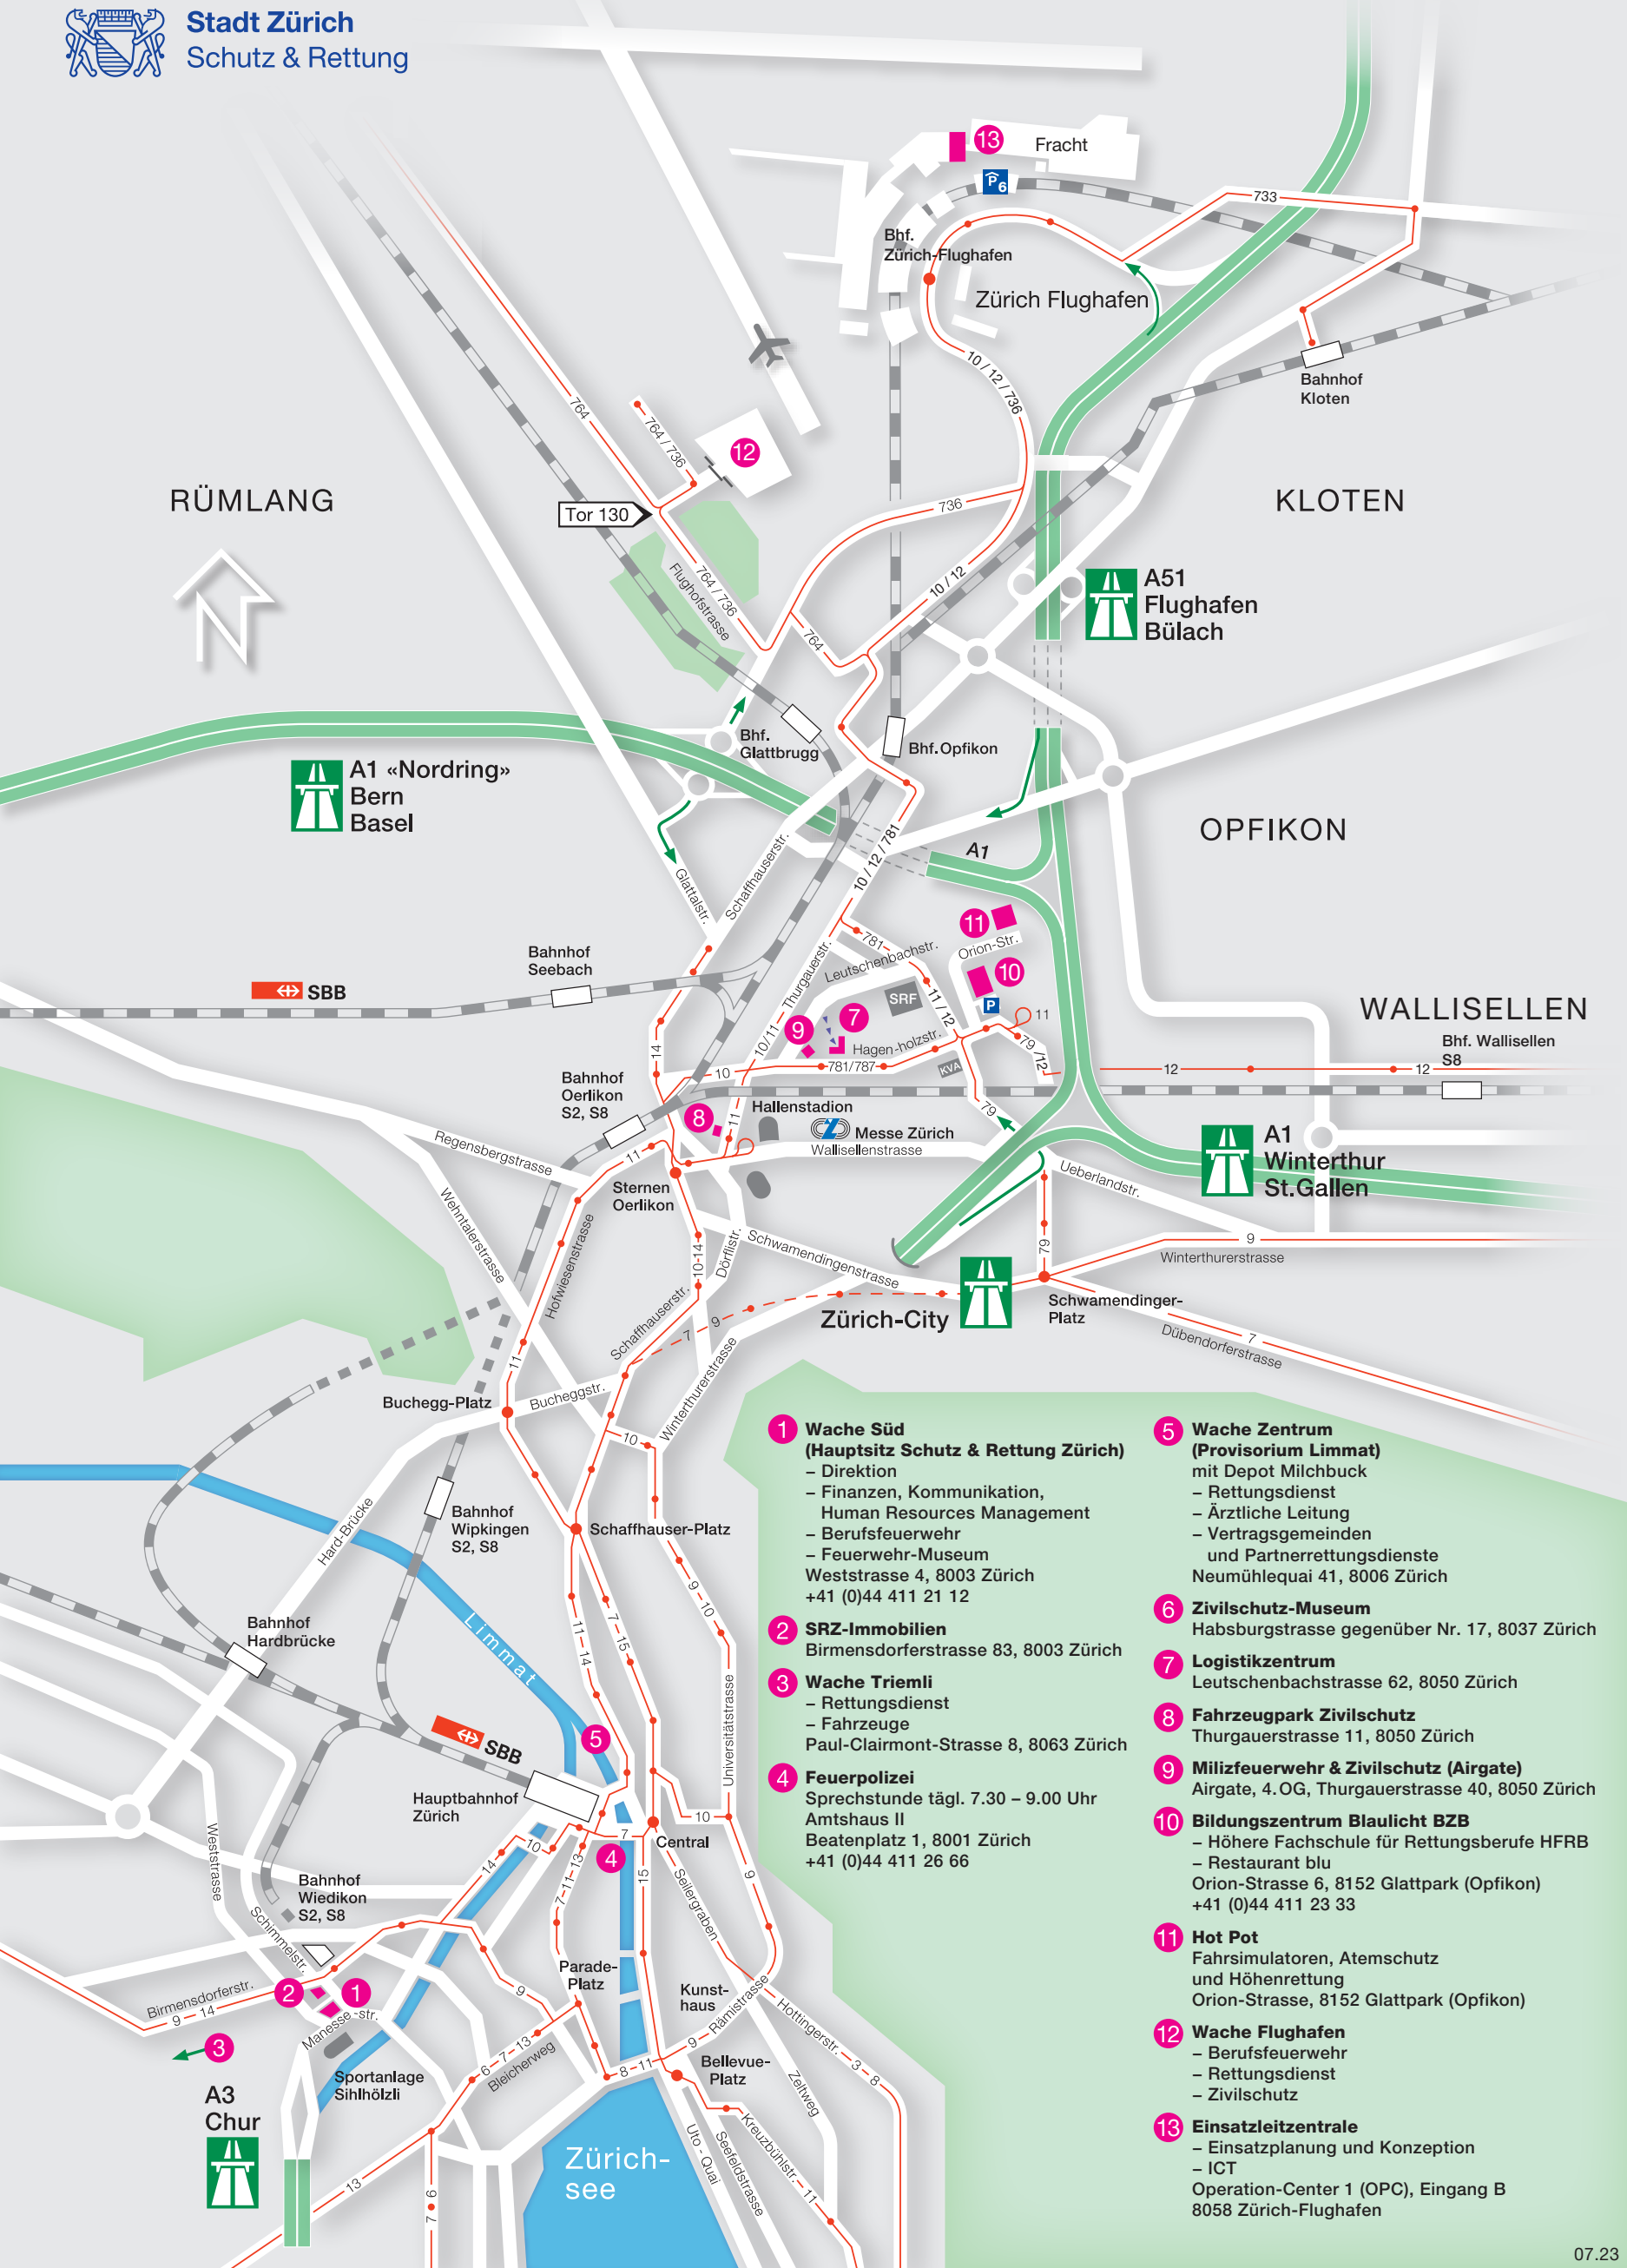 Stadt Zürich
Schutz & Rettung
13
Fracht
P6
733
Bhf.
Zürich-Flughafen
Zürich Flughafen
10 / 12 / 736
Bahnhof
Kloten
764
764 / 736
12
RÜMLANG
Tor 130
736
KLOTEN
Flughofstrasse
764 / 736
10 / 12
764
A51
Flughafen
Bülach
Bhf.
Glattbrugg
Bhf. Opfikon
A1 «Nordring»
Bern
Basel
OPFIKON
A1
10 / 12 / 781
Schaffhauserstr.
Glattalstr.
11
Orion-Str.
781
Leutschenbachstr.
Thurgauerstr.
10
Bahnhof
Seebach
SBB
SRF
11 / 12
P
11
WALLISELLEN
9
7
Hagen-holzstr.
79 /12
Bhf. Wallisellen
S8
14
10/11
10
781/787
KVA
12
12
Bahnhof
Oerlikon
S2, S8
8
11
Hallenstadion
Messe Zürich
Wallisellenstrasse
79
A1
Winterthur
St.Gallen
Regensbergstrasse
11
Sternen
Oerlikon
Ueberlandstr.
Wehntalerstrasse
Hofwiesenstrasse
10-14
Dörflistr.
Schwamendingenstrasse
79
9
Winterthurerstrasse
Zürich-City
Schwamendinger-
Platz
Schaffhauserstr.
7
9
7
Dübendorferstrasse
11
Buchegg-Platz
Bucheggstr.
Winterthurerstrasse
10
Hard-Brücke
Bahnhof
Wipkingen
S2, S8
Schaffhauser-Platz
9
10
Limmat
11
14
7
15
Bahnhof
Hardbrücke
Universitätstrasse
SBB
5
Hauptbahnhof
Zürich
10
7
Central
4
14
10
7-11-13
15
9
Weststrasse
Seilergraben
Bahnhof
Wiedikon
S2, S8
Schimmelstr.
Parade-
Platz
Kunst-
haus
Rämistrasse
9
Hottingerstr.
3
8
Birmensdorferstr.
9
14
2
1
Manesse-str.
3
Sportanlage
Sihlhölzli
9
6-7-13
Bleicherweg
8-11
Bellevue-
Platz
Zeltweg
A3
Chur
Uto - Quai
Seefeldstrasse
Kreuzbühlstr.
11
13
7
6
Zürich-
see
1 Wache Süd
(Hauptsitz Schutz & Rettung Zürich)
– Direktion
– Finanzen, Kommunikation,
Human Resources Management
– Berufsfeuerwehr
– Feuerwehr-Museum
Weststrasse 4, 8003 Zürich
+41 (0)44 411 21 12
2 SRZ-Immobilien
Birmensdorferstrasse 83, 8003 Zürich
3 Wache Triemli
– Rettungsdienst
– Fahrzeuge
Paul-Clairmont-Strasse 8, 8063 Zürich
4 Feuerpolizei
Sprechstunde tägl. 7.30 – 9.00 Uhr
Amtshaus II
Beatenplatz 1, 8001 Zürich
+41 (0)44 411 26 66
5 Wache Zentrum
(Provisorium Limmat)
mit Depot Milchbuck
– Rettungsdienst
– Ärztliche Leitung
– Vertragsgemeinden
und Partnerrettungsdienste
Neumühlequai 41, 8006 Zürich
6 Zivilschutz-Museum
Habsburgstrasse gegenüber Nr. 17, 8037 Zürich
7 Logistikzentrum
Leutschenbachstrasse 62, 8050 Zürich
8 Fahrzeugpark Zivilschutz
Thurgauerstrasse 11, 8050 Zürich
9 Milizfeuerwehr & Zivilschutz (Airgate)
Airgate, 4. OG, Thurgauerstrasse 40, 8050 Zürich
10 Bildungszentrum Blaulicht BZB
– Höhere Fachschule für Rettungsberufe HFRB
– Restaurant blu
Orion-Strasse 6, 8152 Glattpark (Opfikon)
+41 (0)44 411 23 33
11 Hot Pot
Fahrsimulatoren, Atemschutz
und Höhenrettung
Orion-Strasse, 8152 Glattpark (Opfikon)
12 Wache Flughafen
– Berufsfeuerwehr
– Rettungsdienst
– Zivilschutz
13 Einsatzleitzentrale
– Einsatzplanung und Konzeption
– ICT
Operation-Center 1 (OPC), Eingang B
8058 Zürich-Flughafen
07.23